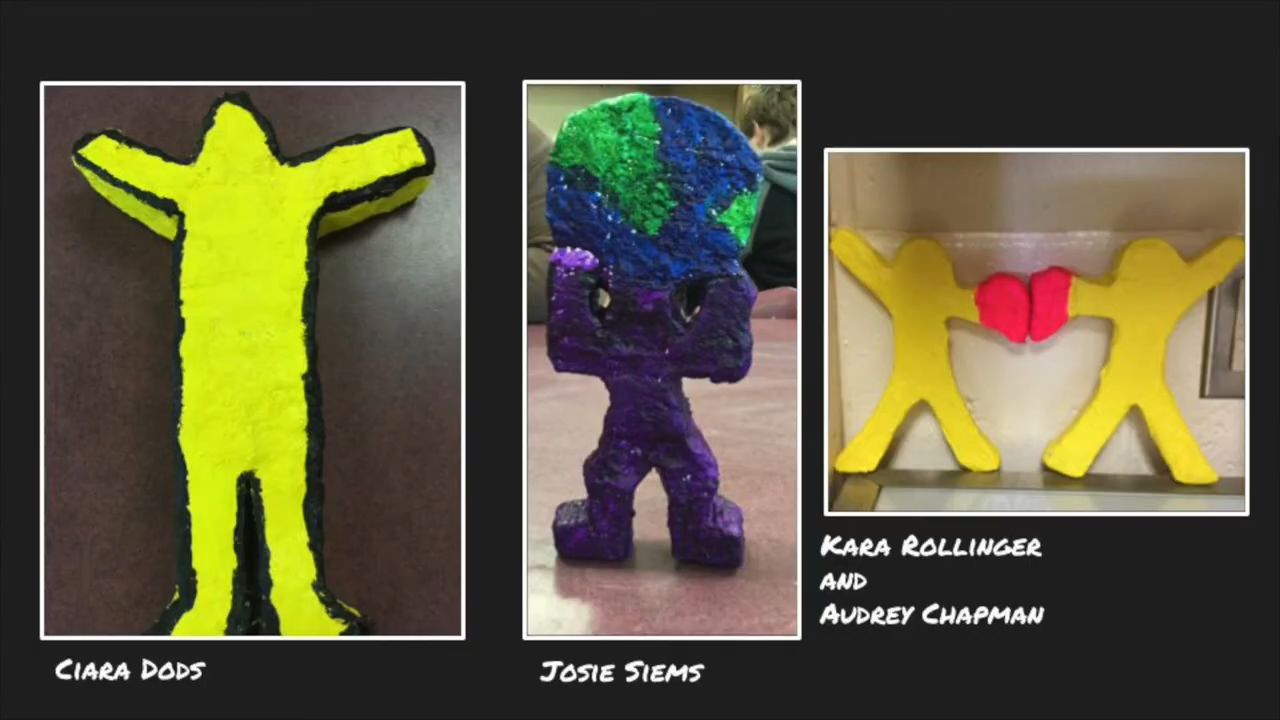 Ciara Dods
Josie Siems
Kara Rollinger
and
Audrey Chapman